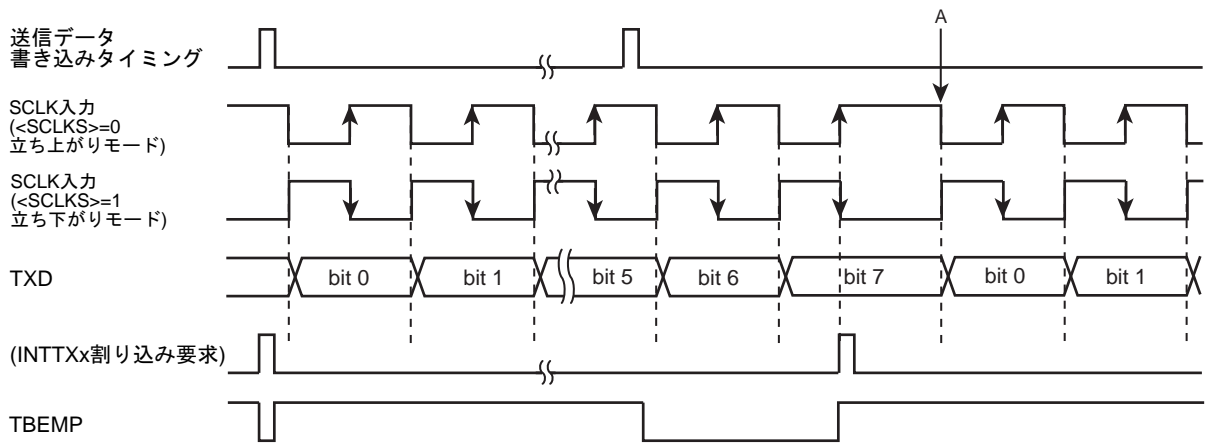 A
送信データ
書き込みタイミング
SCLK入力
(<SCLKS>=0
立ち上がりモード)
SCLK入力
(<SCLKS>=1
立ち下がりモード)
TXD
bit 0
bit 1
bit 5
bit 6
bit 7
bit 0
bit 1
(INTTXx割り込み要求)
TBEMP